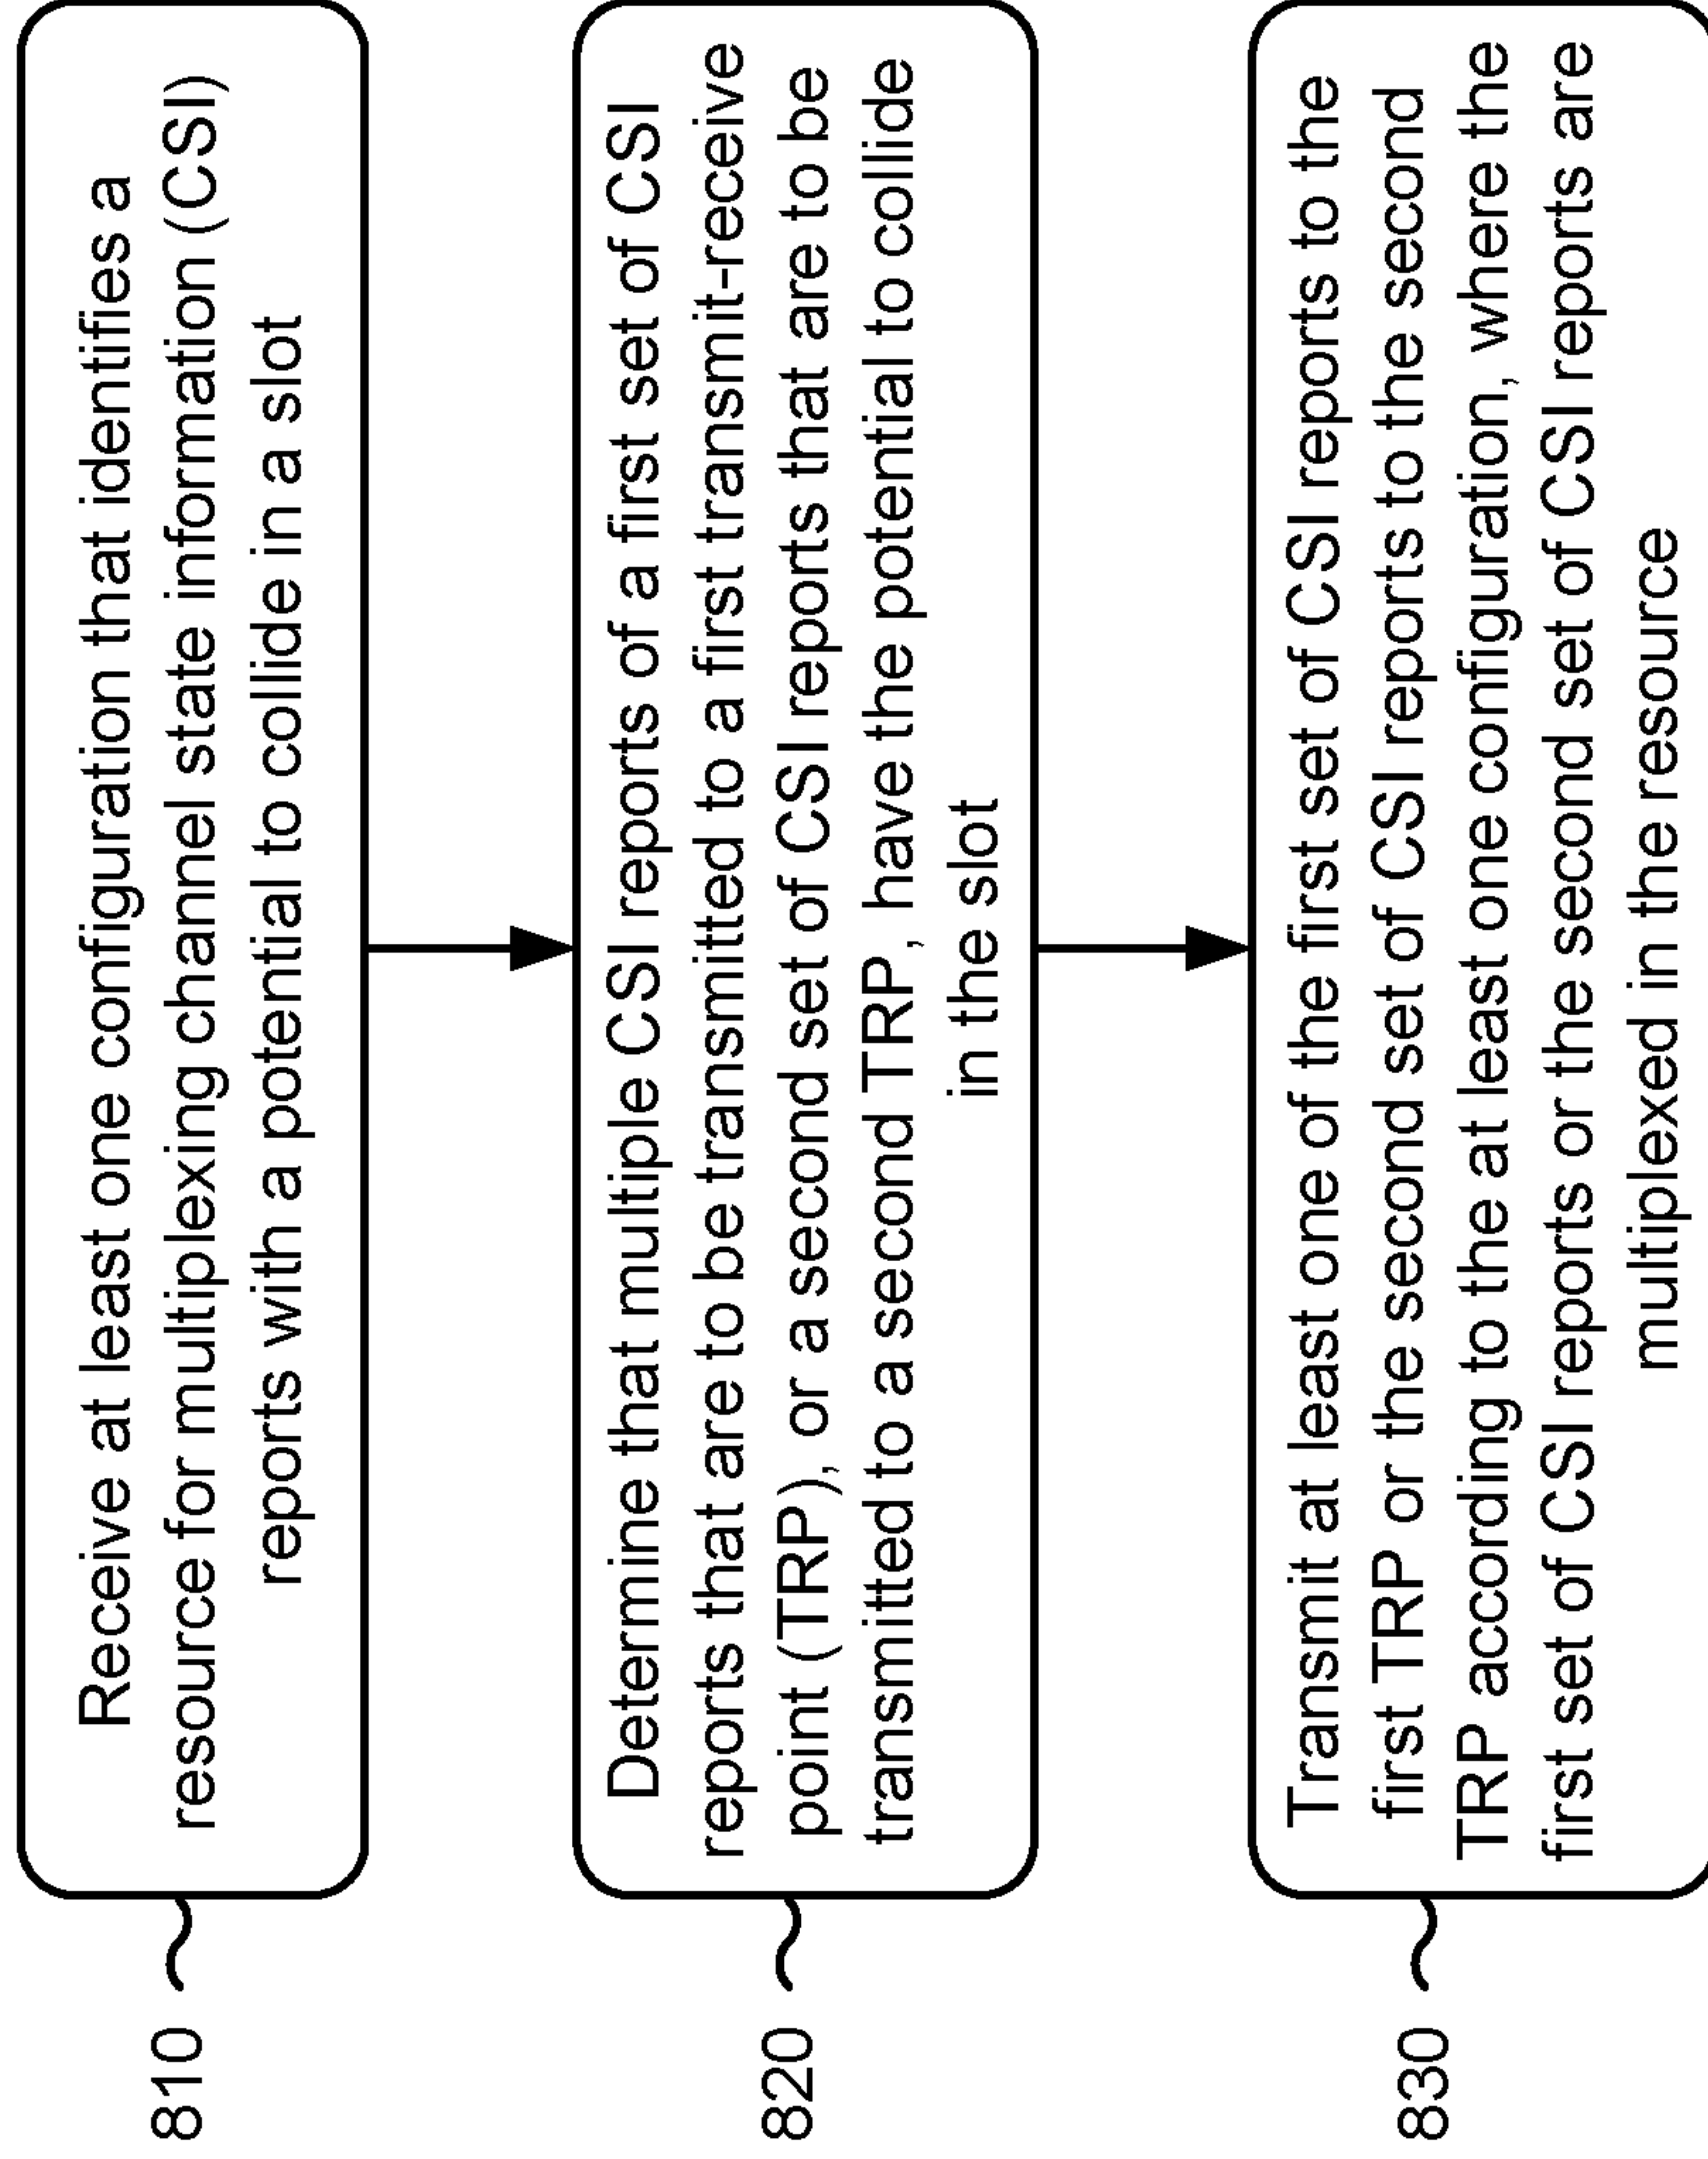 810
Receive at least one configuration that identifies a
resource for multiplexing channel state information (CSI)
reports with a potential to collide in a slot
820
Determine that multiple CSI reports of a first set of CSI
reports that are to be transmitted to a first transmit-receive
point (TRP), or a second set of CSI reports that are to be
transmitted to a second TRP, have the potential to collide
in the slot
830
Transmit at least one of the first set of CSI reports to the
first TRP or the second set of CSI reports to the second
TRP according to the at least one configuration, where the
first set of CSI reports or the second set of CSI reports are
multiplexed in the resource